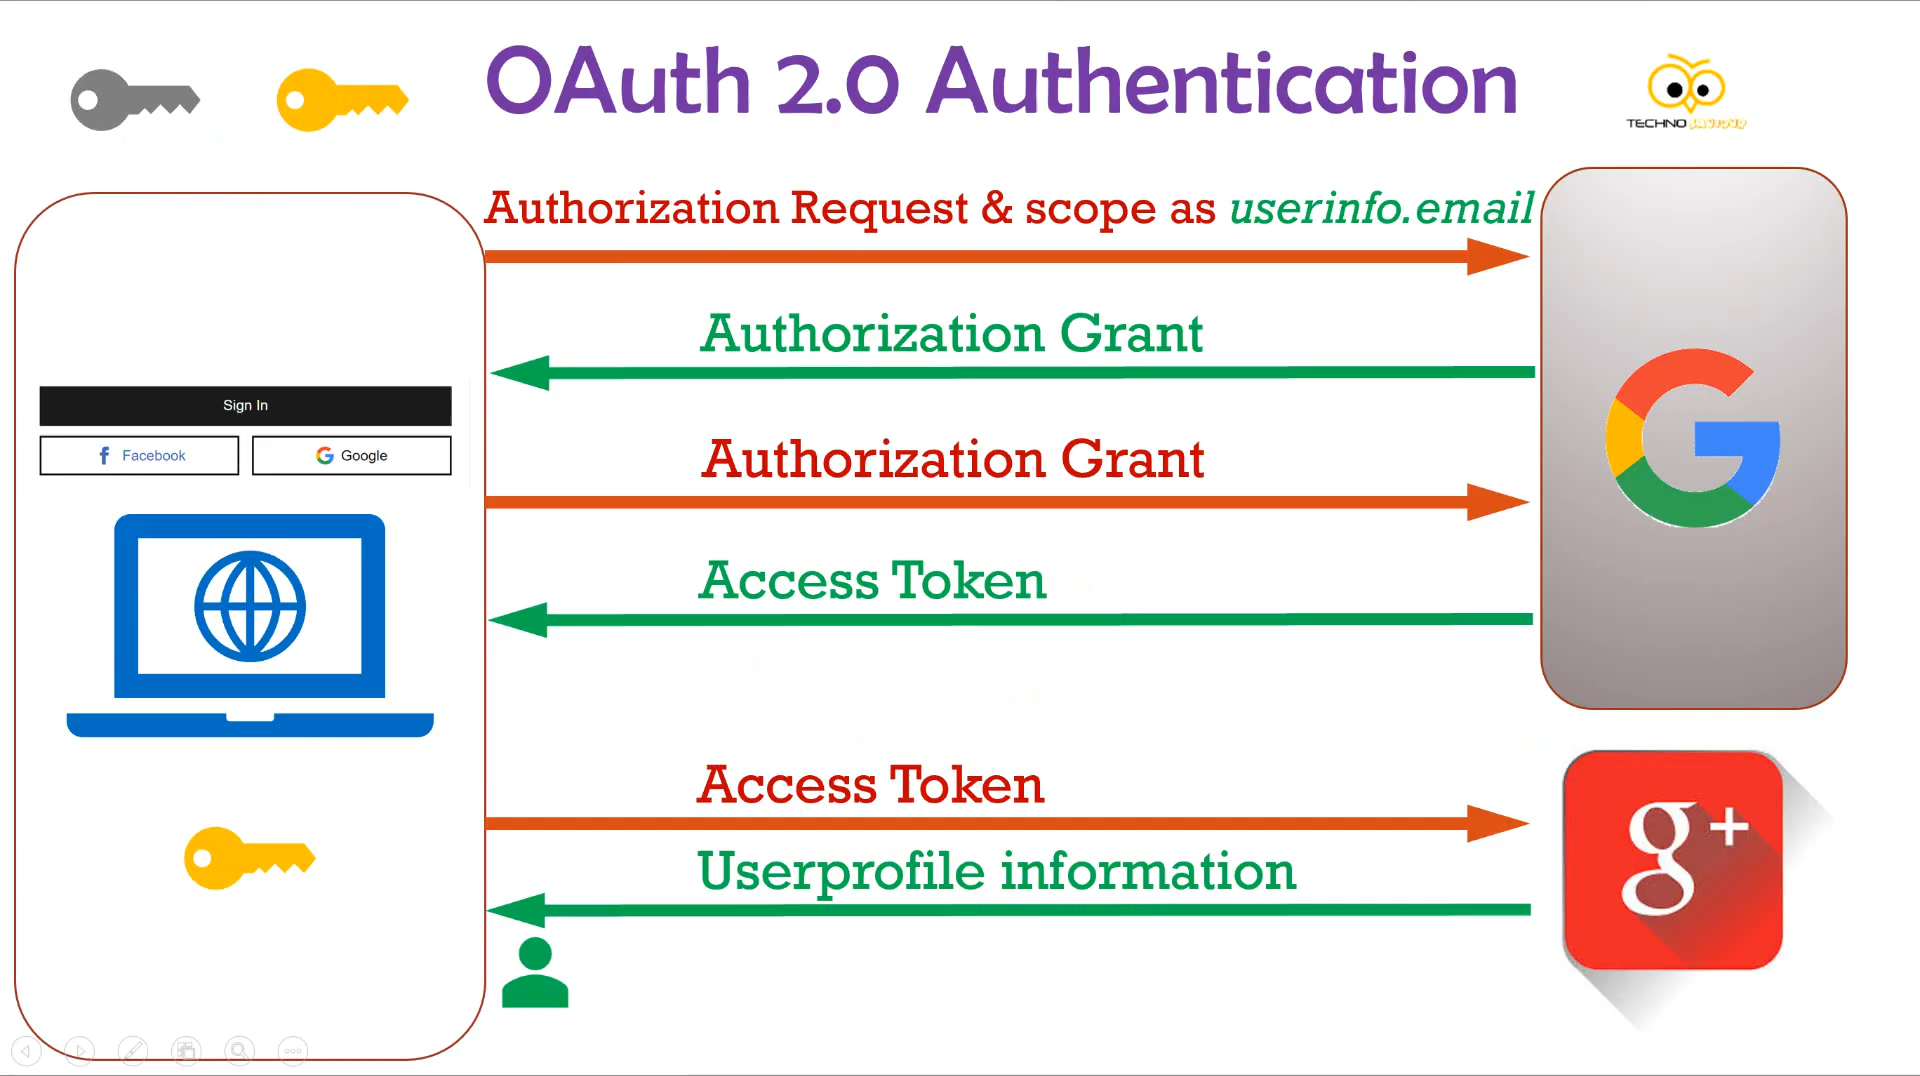 OAuth 2.0 Authentication
TECHNO SAVIOUR
Authorization Request & scope as userinfo.email
Authorization Grant
Sign In
Facebook
Google
Authorization Grant
Access Token
Access Token
Userprofile information
g+